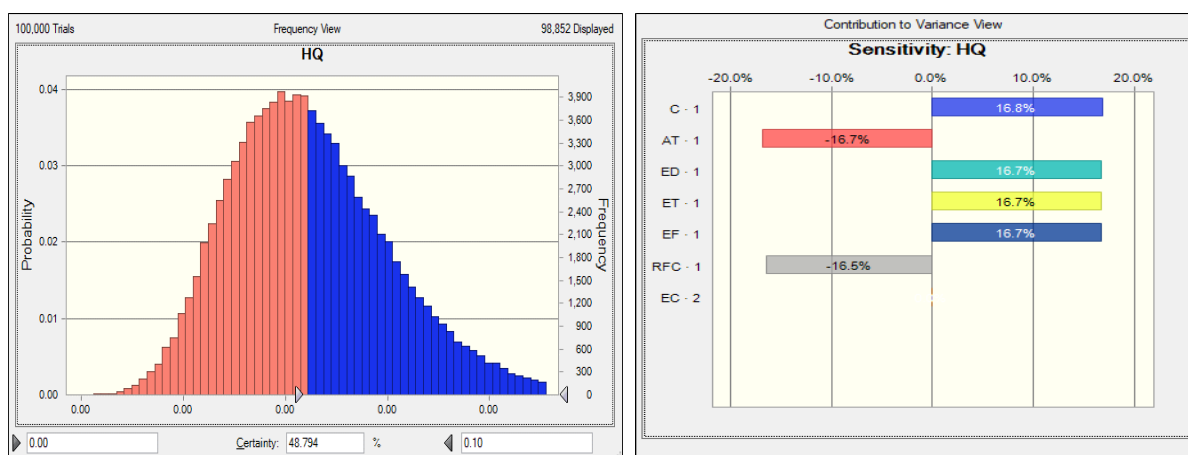 100,000 Trials Frequency View 98,852 Displayed
HQ
0.04
0.03
0.02
0.01
0.00
Probability
3,900
3,600
3,300
3,000
2,700
2,400
2,100
1,800
1,500
1,200
900
600
300
0
Frequency
0.00 0.00 0.00 0.00 0.00
0.00 Certainty: 48.794 % 0.10
Contribution to Variance View
Sensitivity: HQ
-20.0% -10.0% 0.0% 10.0% 20.0%
C - 1 16.8%
AT - 1 -16.7%
ED - 1 16.7%
ET - 1 16.7%
EF - 1 16.7%
RFC - 1 -16.5%
EC - 2